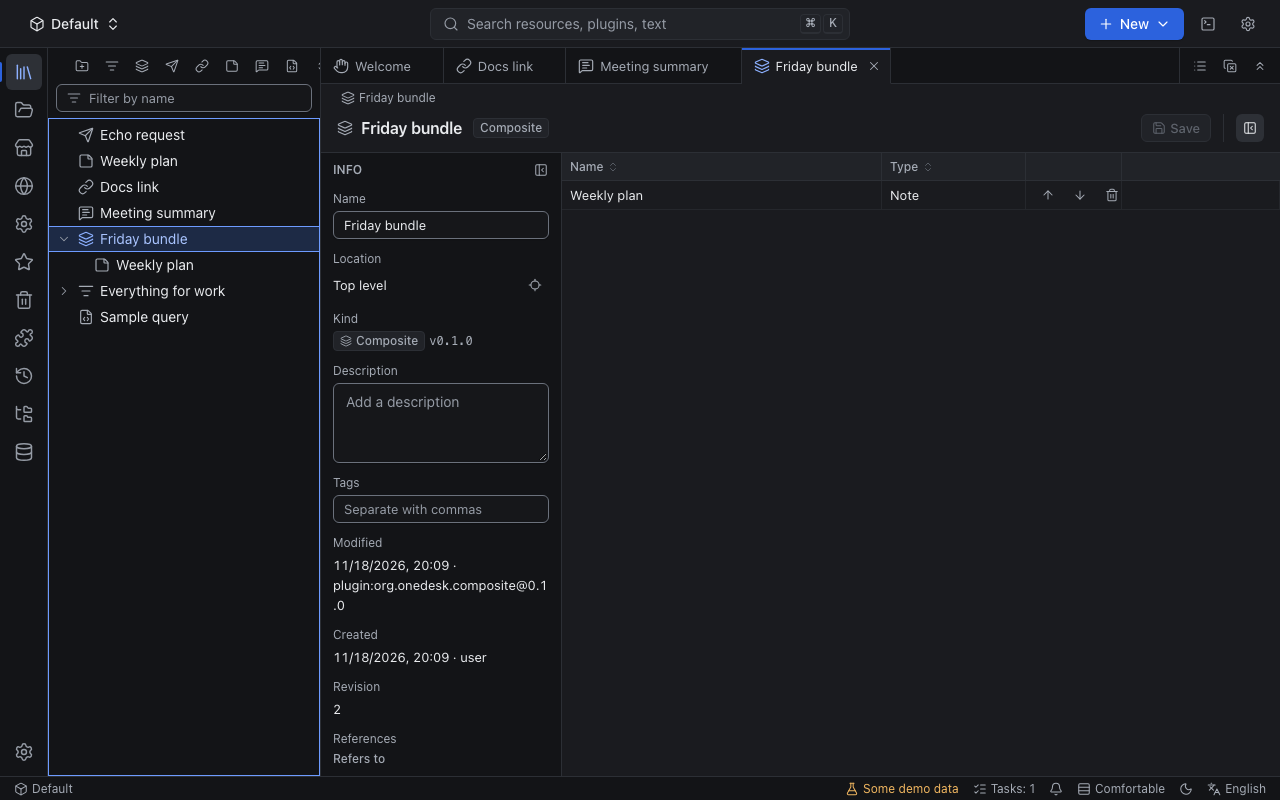 Default
Search resources, plugins, text
⌘ K
New
Welcome
Docs link
Meeting summary
Friday bundle
Filter by name
Echo request
Weekly plan
Docs link
Meeting summary
Friday bundle
Weekly plan
Everything for work
Sample query
Friday bundle
Friday bundle
Composite
Save
INFO
Name
Friday bundle
Location
Top level
Kind
Composite v0.1.0
Description
Add a description
Tags
Separate with commas
Modified
11/18/2026, 20:09 ·
plugin:org.onedesk.composite@0.1
.0
Created
11/18/2026, 20:09 · user
Revision
2
References
Refers to
Name
Type
Weekly plan
Note
Default
Some demo data
Tasks: 1
Comfortable
English